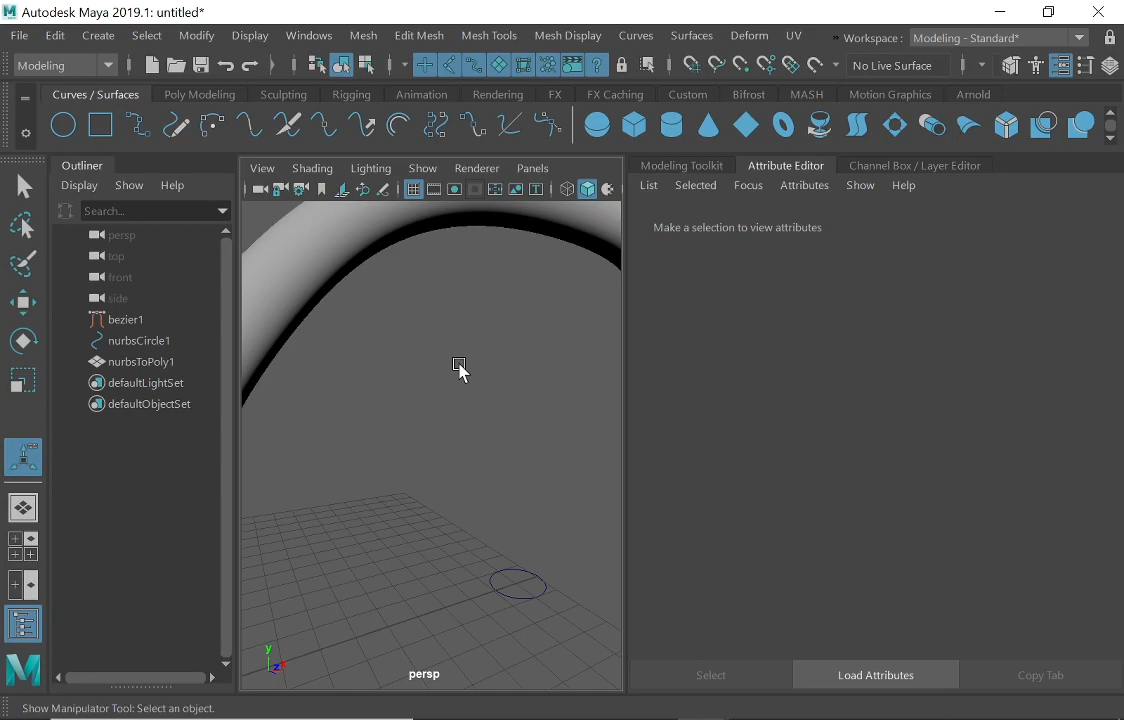 Autodesk Maya 2019.1: untitled*
File Edit Create Select Modify Display Windows Mesh Edit Mesh Mesh Tools Mesh Display Curves Surfaces Deform UV » Workspace : Modeling - Standard*
Modeling No Live Surface
Curves / Surfaces Poly Modeling Sculpting Rigging Animation Rendering FX FX Caching Custom Bifrost MASH Motion Graphics Arnold
Outliner
Display Show Help
Search...
persp
top
front
side
bezier1
nurbsCircle1
nurbsToPoly1
defaultLightSet
defaultObjectSet
View Shading Lighting Show Renderer Panels
y
z x
persp
Modeling Toolkit Attribute Editor Channel Box / Layer Editor
List Selected Focus Attributes Show Help
Make a selection to view attributes
Select Load Attributes Copy Tab
Show Manipulator Tool: Select an object.